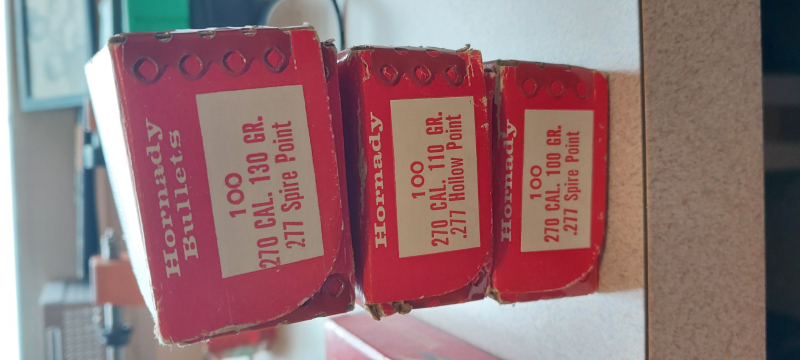 Hornady
Bullets
100
270 CAL. 130 GR.
.277 Spire Point
Hornady
100
270 CAL. 110 GR.
.277 Hollow Point
Hornady
100
270 CAL. 100 GR.
.277 Spire Point